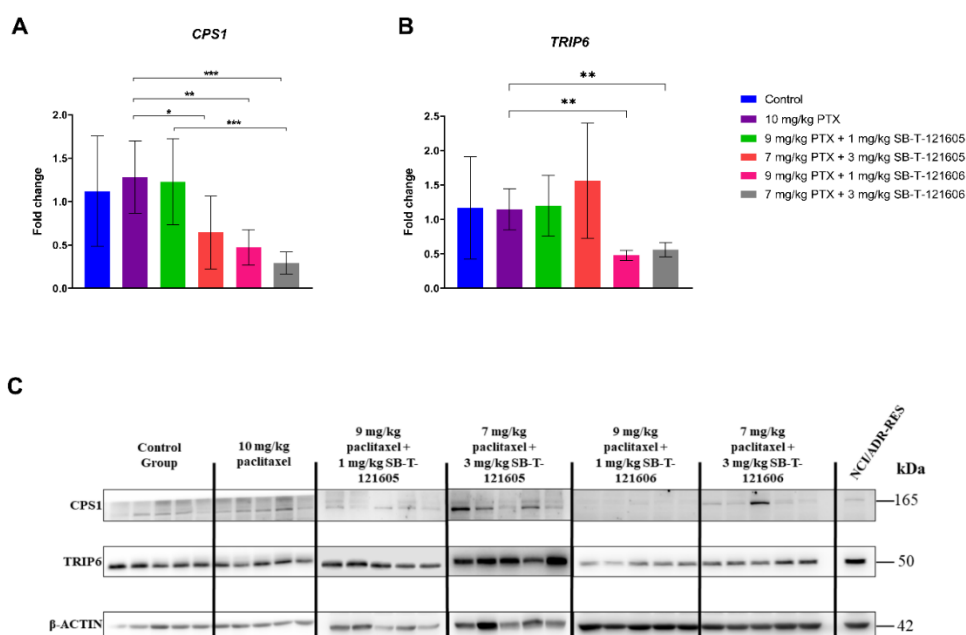 A
CPS1
***
**
*
***
Fold change
2.0
1.5
1.0
0.5
0.0
B
TRIP6
**
**
Fold change
2.5
2.0
1.5
1.0
0.5
0.0
Control
10 mg/kg PTX
9 mg/kg PTX + 1 mg/kg SB-T-121605
7 mg/kg PTX + 3 mg/kg SB-T-121605
9 mg/kg PTX + 1 mg/kg SB-T-121606
7 mg/kg PTX + 3 mg/kg SB-T-121606
C
Control
Group
10 mg/kg
paclitaxel
9 mg/kg
paclitaxel +
1 mg/kg SB-T-
121605
7 mg/kg
paclitaxel +
3 mg/kg SB-T-
121605
9 mg/kg
paclitaxel +
1 mg/kg SB-T-
121606
7 mg/kg
paclitaxel +
3 mg/kg SB-T-
121606
NCI/ADR-RES
kDa
CPS1
165
TRIP6
50
β-ACTIN
42